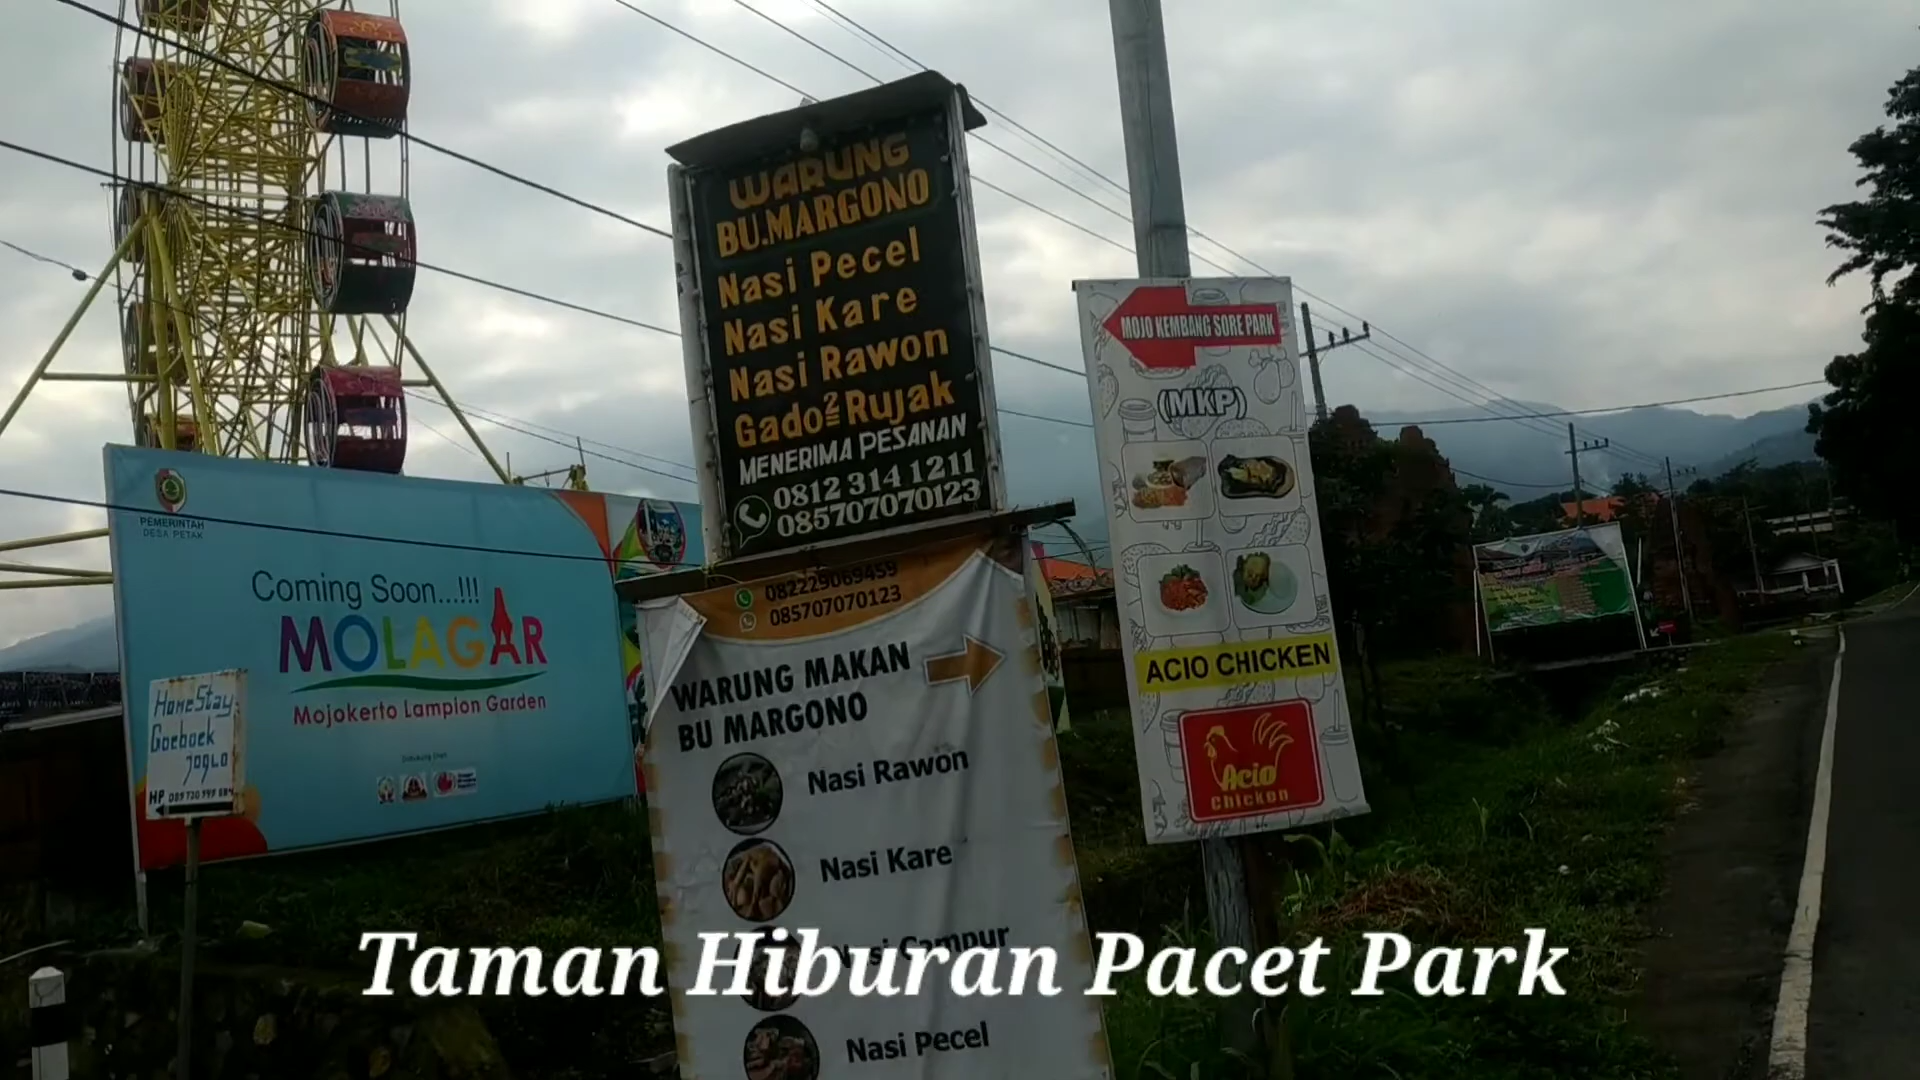 PEMERINTAH
DESA PETAK
Coming Soon...!!!
MOLAGAR
Mojokerto Lampion Garden
HomeStay
Goeboek
JOGLO
HP
WARUNG
BU.MARGONO
Nasi Pecel
Nasi Kare
Nasi Rawon
Gado2 Rujak
MENERIMA PESANAN
0812 314 1211
085707070123
082229069459
085707070123
WARUNG MAKAN
BU MARGONO
Nasi Rawon
Nasi Kare
Nasi Campur
Nasi Pecel
MOJO KEMBANG SORE PARK
(MKP)
ACIO CHICKEN
Acio
Chicken
Taman Hiburan Pacet Park